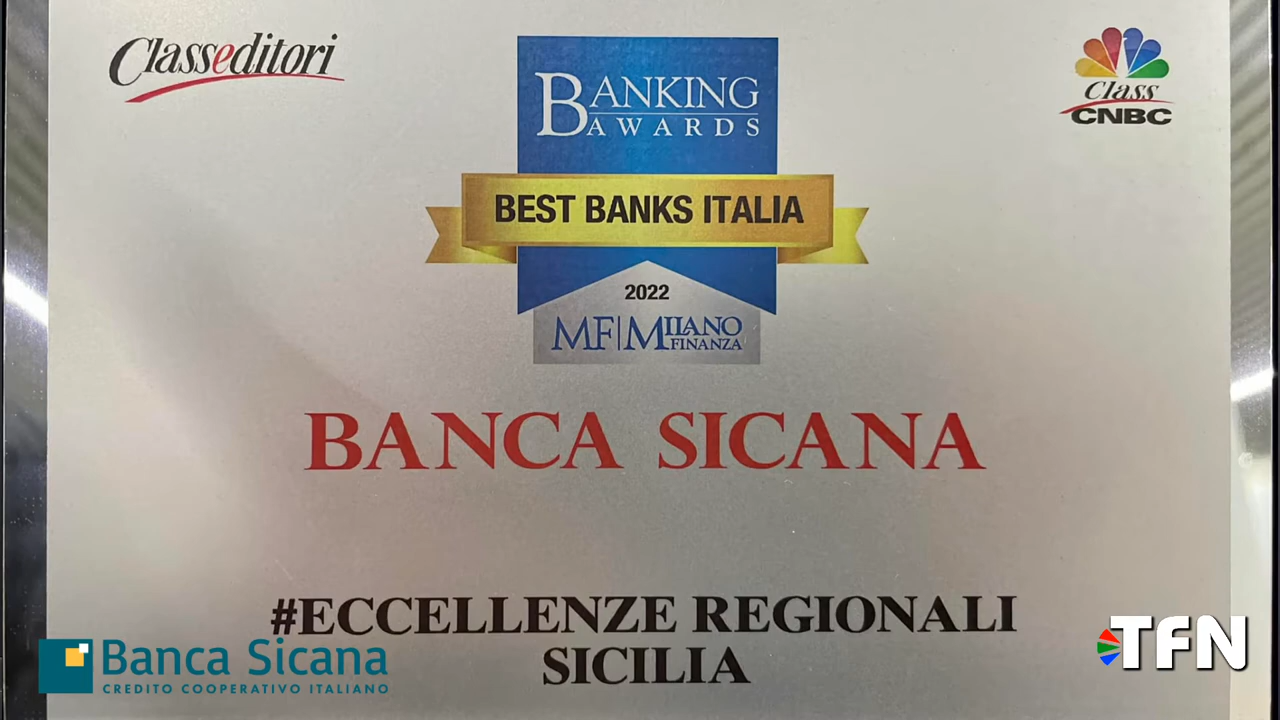 Classeditori
BANKING
AWARDS
Class
CNBC
BEST BANKS ITALIA
2022
MF|MILANO
FINANZA
BANCA SICANA
#ECCELLENZE REGIONALI
SICILIA
Banca Sicana
CREDITO COOPERATIVO ITALIANO
TFN